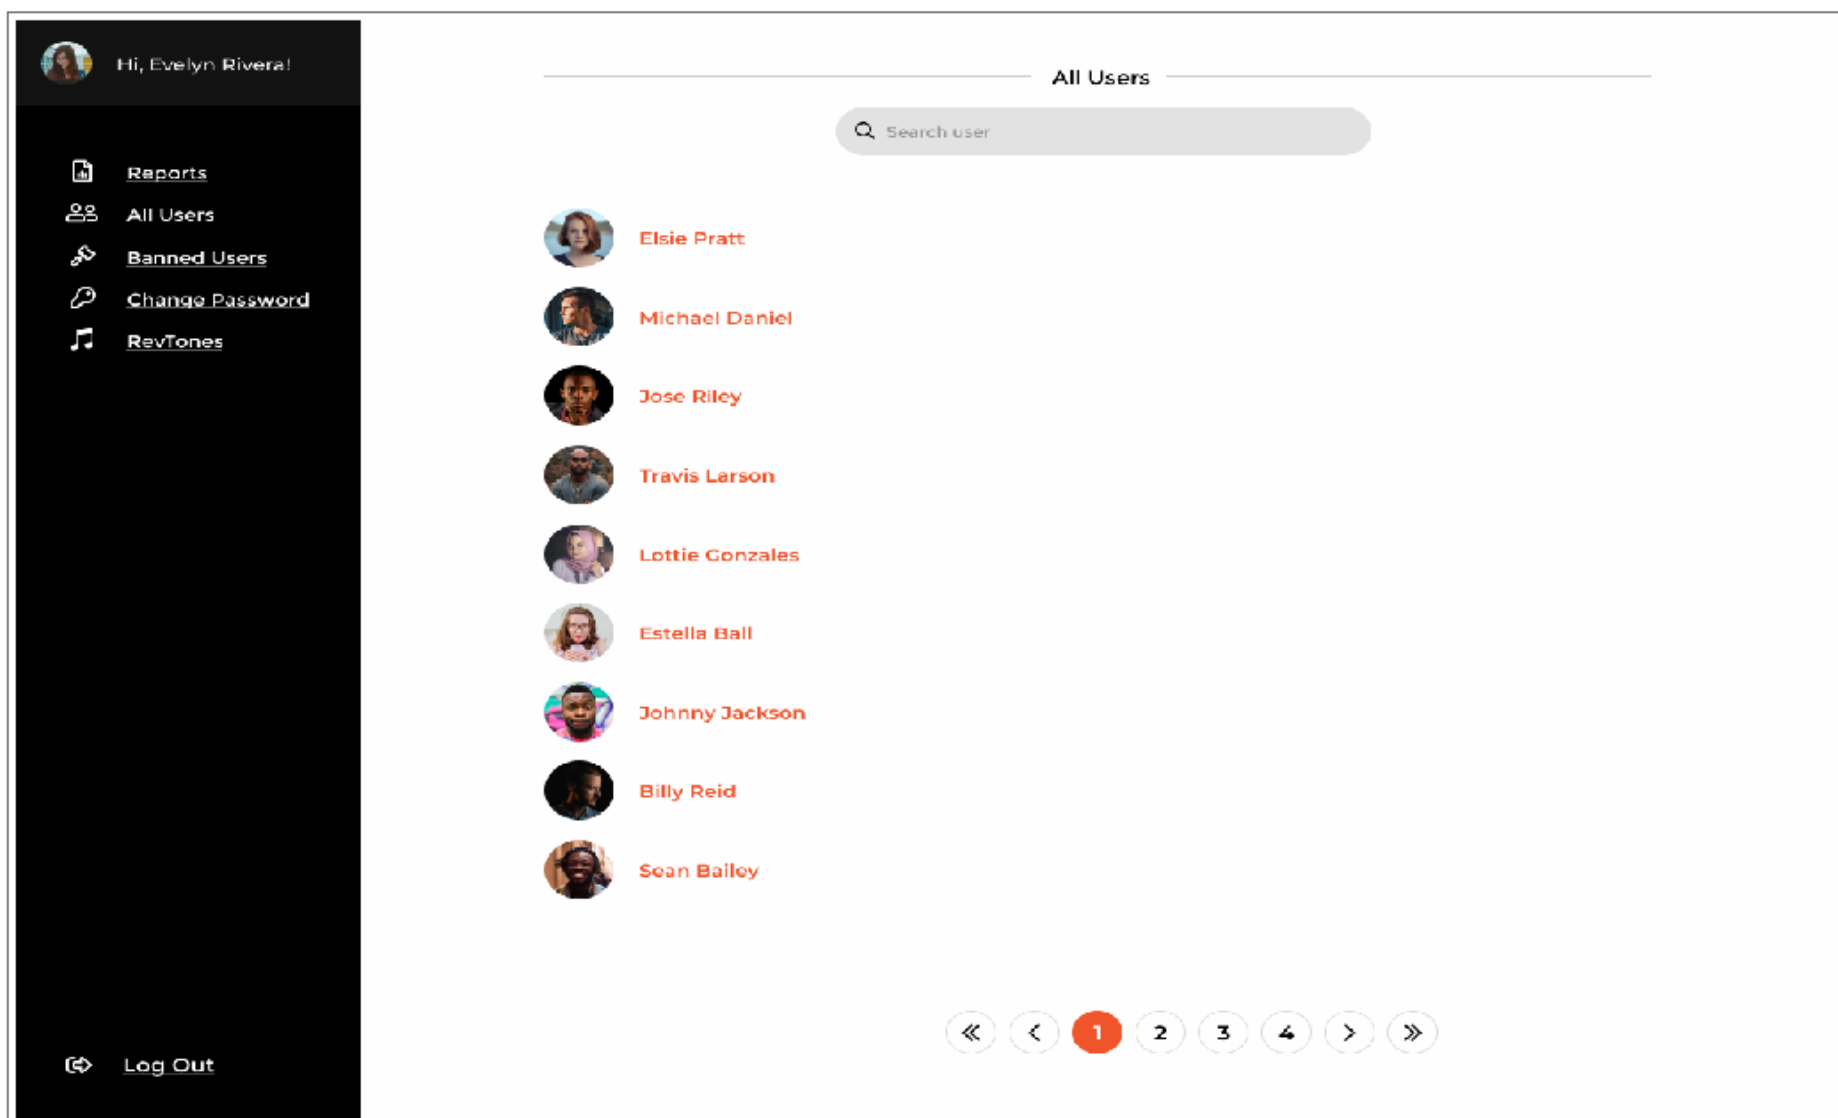 Hi, Evelyn Rivera!
Reports
All Users
Banned Users
Change Password
RevTones
Log Out
All Users
Search user
Elsie Pratt
Michael Daniel
Jose Riley
Travis Larson
Lottie Gonzales
Estella Ball
Johnny Jackson
Billy Reid
Sean Bailey
1 2 3 4